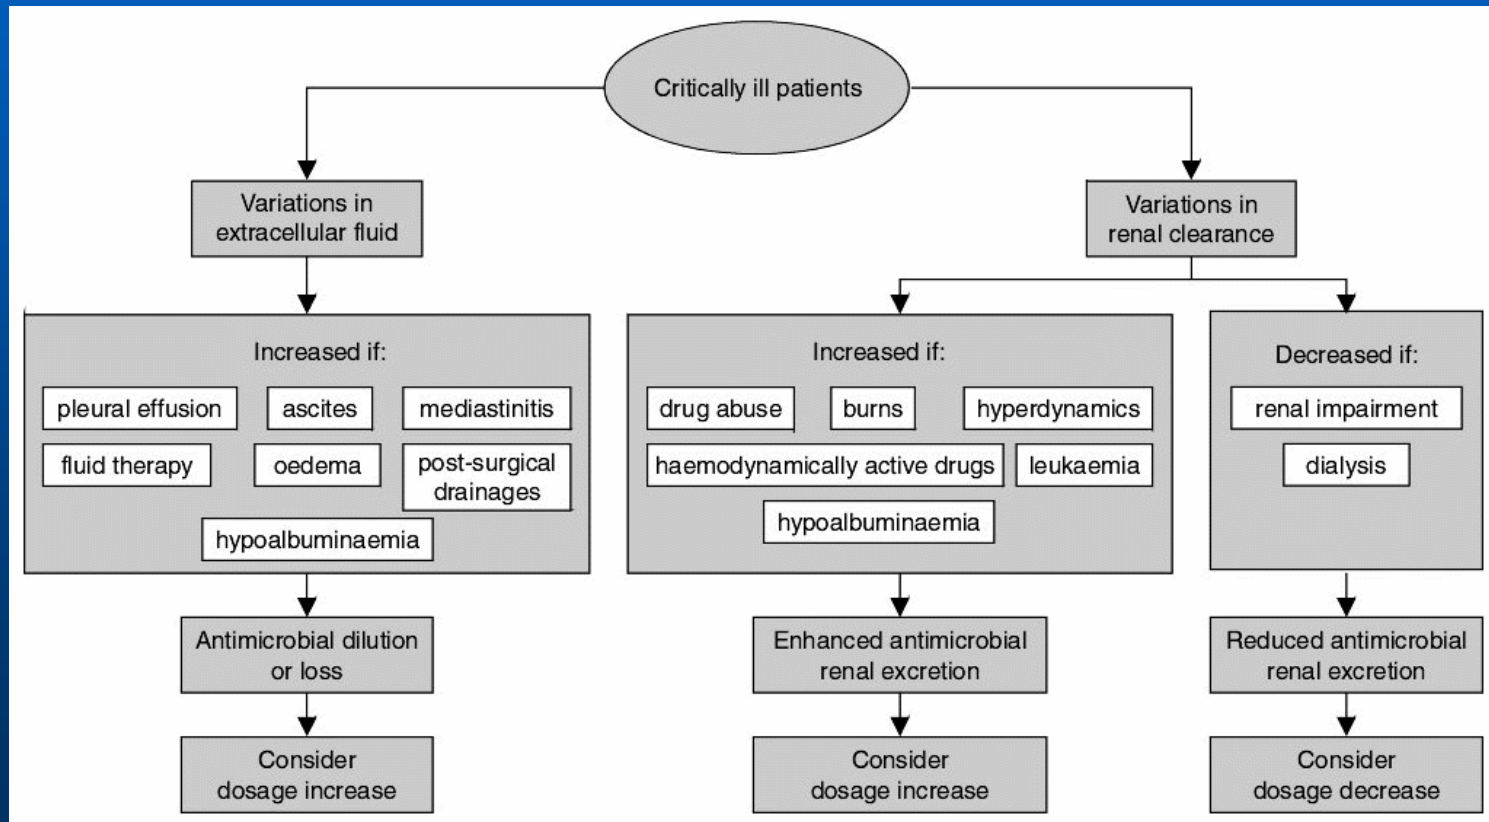 Critically ill patients
Variations in
extracellular fluid
Variations in
renal clearance
Increased if:
pleural effusion
ascites
mediastinitis
fluid therapy
oedema
post-surgical
drainages
hypoalbuminaemia
Increased if:
drug abuse
burns
hyperdynamics
haemodynamically active drugs
leukaemia
hypoalbuminaemia
Decreased if:
renal impairment
dialysis
Antimicrobial dilution
or loss
Enhanced antimicrobial
renal excretion
Reduced antimicrobial
renal excretion
Consider
dosage increase
Consider
dosage increase
Consider
dosage decrease